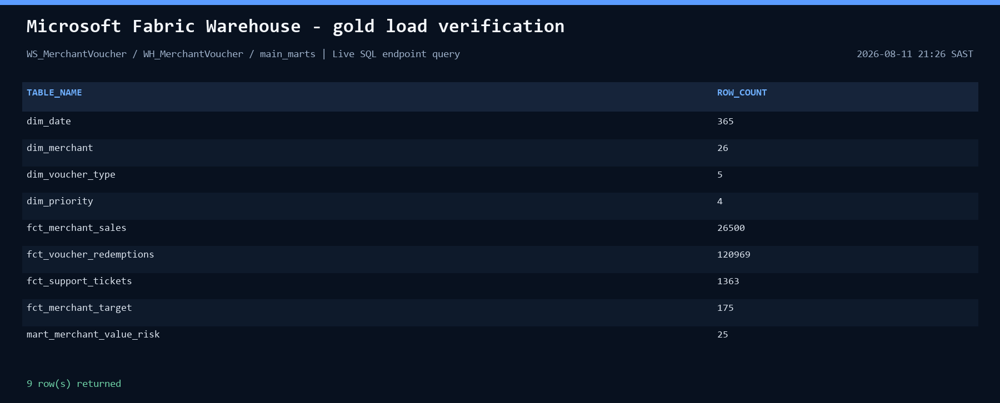 Microsoft Fabric Warehouse - gold load verification
WS_MerchantVoucher / WH_MerchantVoucher / main_marts | Live SQL endpoint query 2026-08-11 21:26 SAST
TABLE_NAME ROW_COUNT
dim_date 365
dim_merchant 26
dim_voucher_type 5
dim_priority 4
fct_merchant_sales 26500
fct_voucher_redemptions 120969
fct_support_tickets 1363
fct_merchant_target 175
mart_merchant_value_risk 25
9 row(s) returned